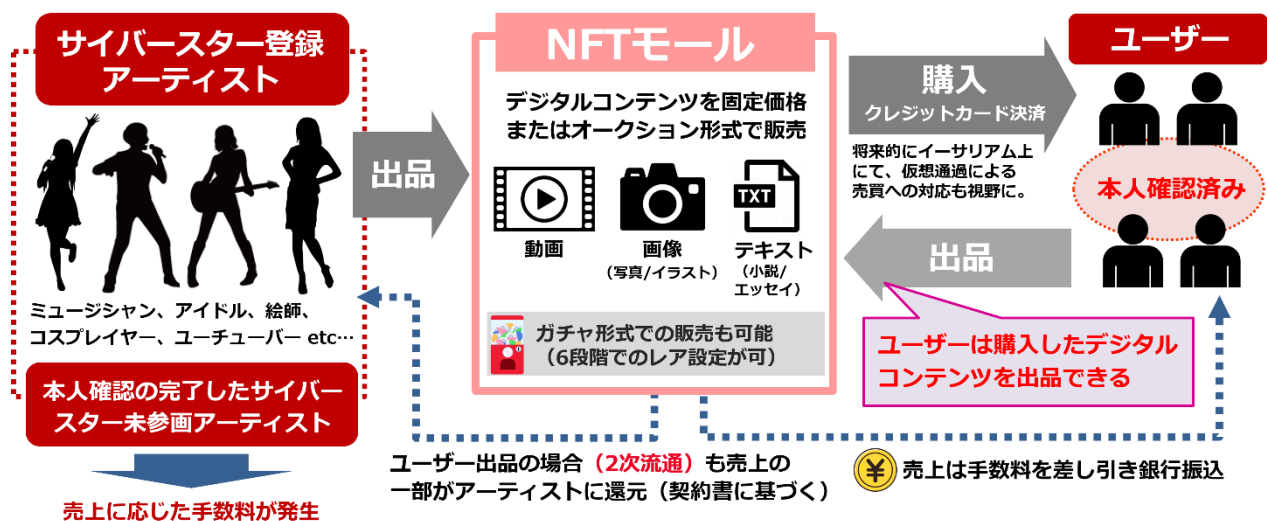 サイバースター登録
アーティスト
ミュージシャン、アイドル、絵師、
コスプレイヤー、ユーチューバー etc…
本人確認の完了したサイバー
スター未参画アーティスト
売上に応じた手数料が発生
出品
NFTモール
デジタルコンテンツを固定価格
またはオークション形式で販売
動画
画像
(写真/イラスト)
TXT
テキスト
(小説/
エッセイ)
ガチャ形式での販売も可能
(6段階でのレア設定が可)
ユーザー出品の場合(2次流通)も売上の
一部がアーティストに還元(契約書に基づく)
購入
クレジットカード決済
将来的にイーサリアム上
にて、仮想通過による
売買への対応も視野に。
出品
ユーザーは購入したデジタル
コンテンツを出品できる
ユーザー
本人確認済み
¥ 売上は手数料を差し引き銀行振込